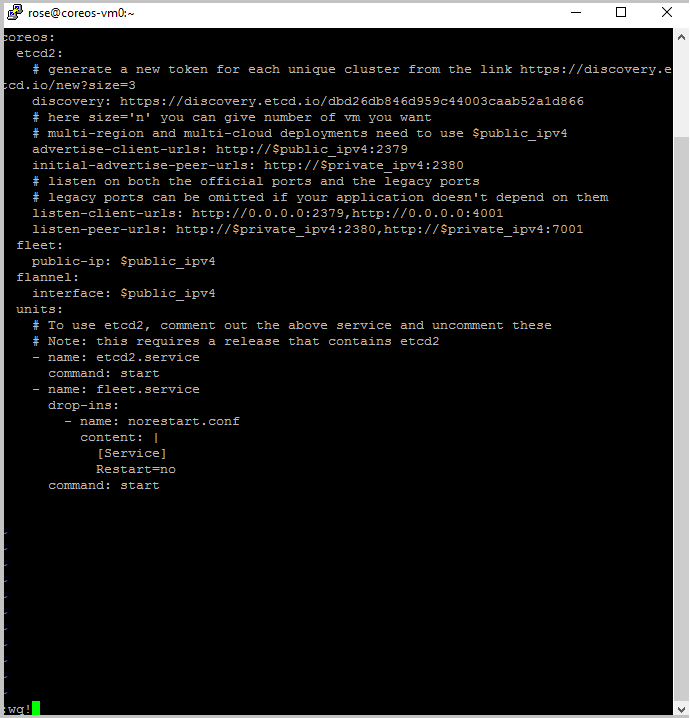 rose@coreos-vm0:~
coreos:
  etcd2:
    # generate a new token for each unique cluster from the link https://discovery.e
tcd.io/new?size=3
    discovery: https://discovery.etcd.io/dbd26db846d959c44003caab52a1d866
    # here size='n' you can give number of vm you want
    # multi-region and multi-cloud deployments need to use $public_ipv4
    advertise-client-urls: http://$public_ipv4:2379
    initial-advertise-peer-urls: http://$private_ipv4:2380
    # listen on both the official ports and the legacy ports
    # legacy ports can be omitted if your application doesn't depend on them
    listen-client-urls: http://0.0.0.0:2379,http://0.0.0.0:4001
    listen-peer-urls: http://$private_ipv4:2380,http://$private_ipv4:7001
  fleet:
    public-ip: $public_ipv4
  flannel:
    interface: $public_ipv4
  units:
    # To use etcd2, comment out the above service and uncomment these
    # Note: this requires a release that contains etcd2
    - name: etcd2.service
      command: start
    - name: fleet.service
      drop-ins:
        - name: norestart.conf
          content: |
            [Service]
            Restart=no
      command: start
~
~
~
~
~
~
~
~
~
~
~
:wq!